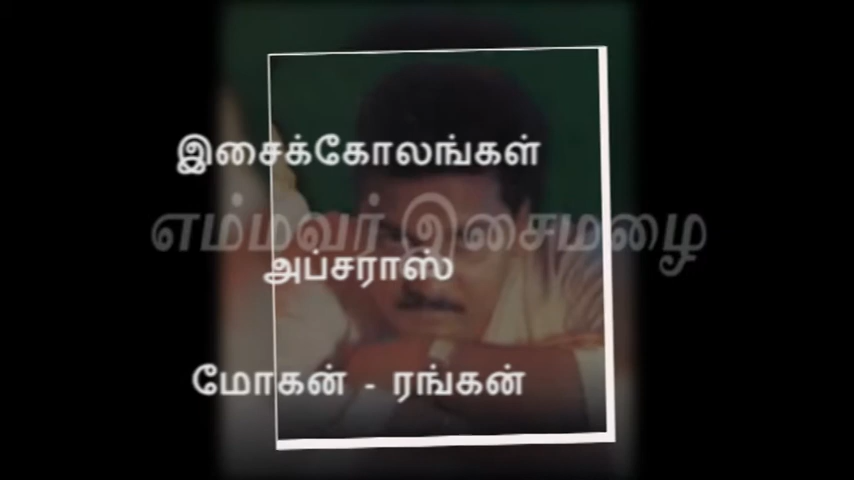 இசைக்கோலங்கள்
எம்மவர் இசைமழை
அப்சராஸ்
மோகன் - ரங்கன்